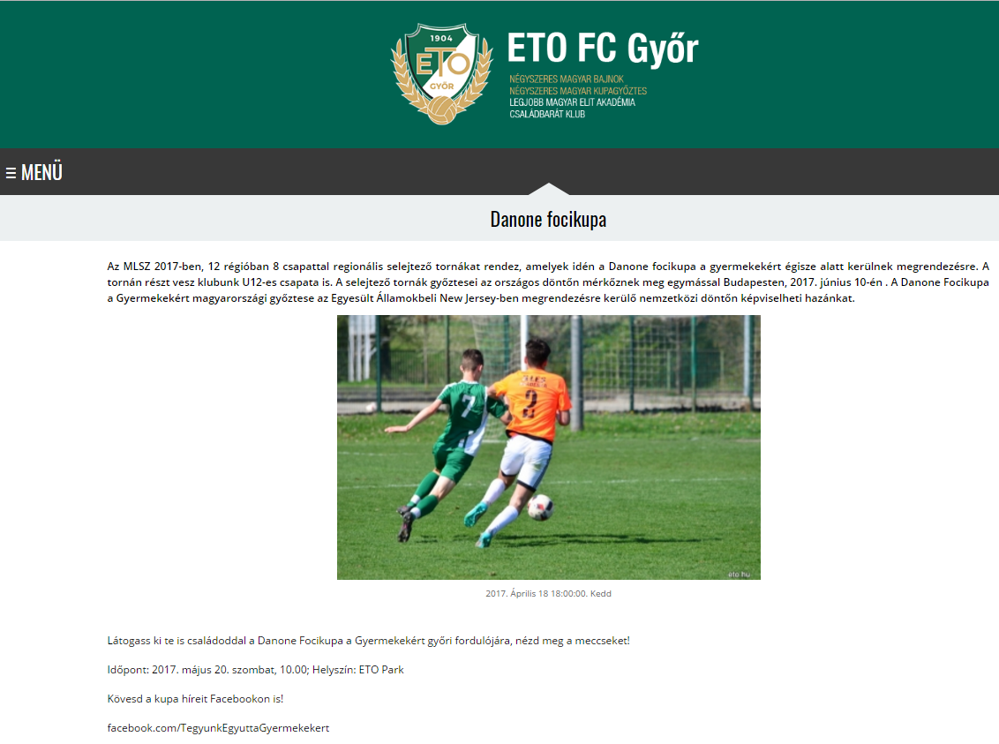 1904
ETO
GYŐR
ETO FC Győr
NÉGYSZERES MAGYAR BAJNOK
NÉGYSZERES MAGYAR KUPAGYŐZTES
LEGJOBB MAGYAR ELIT AKADÉMIA
CSALÁDBARÁT KLUB
≡ MENÜ
Danone focikupa
Az MLSZ 2017-ben, 12 régióban 8 csapattal regionális selejtező tornákat rendez, amelyek idén a Danone focikupa a gyermekekért égisze alatt kerülnek megrendezésre. A
tornán részt vesz klubunk U12-es csapata is. A selejtező tornák győztesei az országos döntőn mérkőznek meg egymással Budapesten, 2017. június 10-én . A Danone Focikupa
a Gyermekekért magyarországi győztese az Egyesült Államokbeli New Jersey-ben megrendezésre kerülő nemzetközi döntőn képviselheti hazánkat.
7
2
eto.hu
2017. Április 18 18:00:00. Kedd
Látogass ki te is családoddal a Danone Focikupa a Gyermekekért győri fordulójára, nézd meg a meccseket!
Időpont: 2017. május 20. szombat, 10.00; Helyszín: ETO Park
Kövesd a kupa híreit Facebookon is!
facebook.com/TegyunkEgyuttaGyermekekert